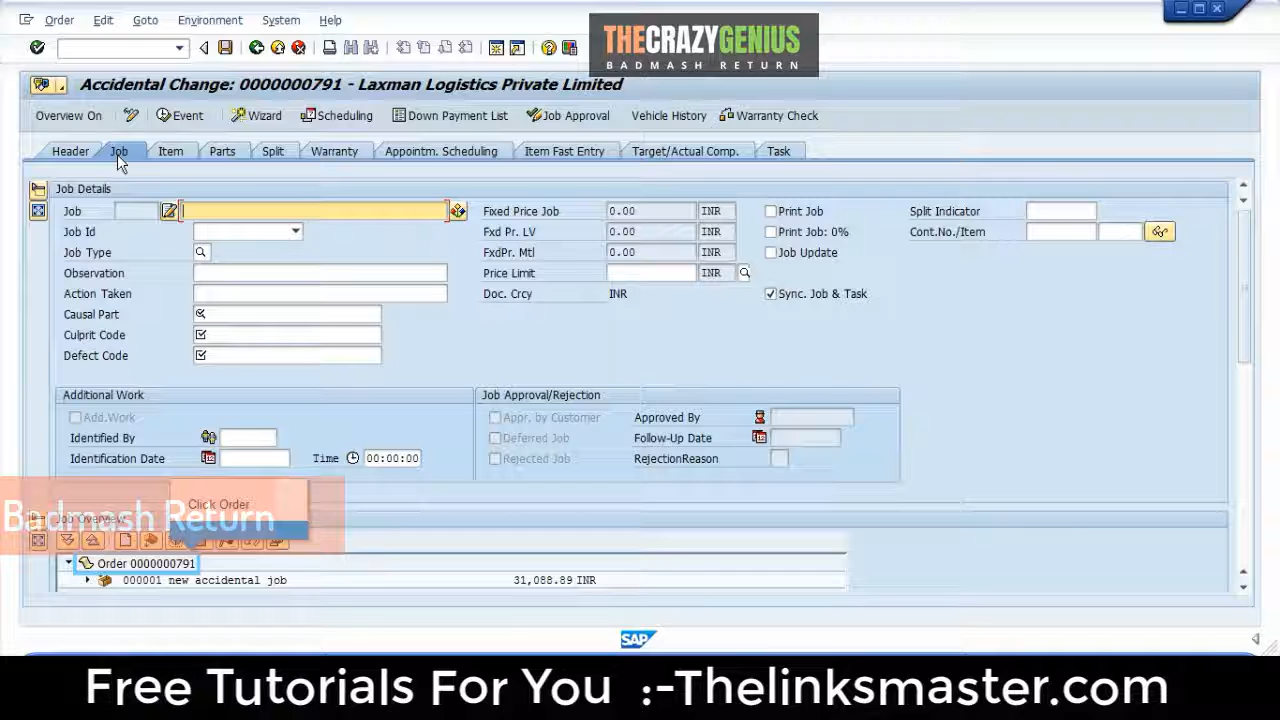 Order Edit Goto Environment System Help
THECRAZYGENIUS
BADMASH RETURN
Accidental Change: 0000000791 - Laxman Logistics Private Limited
Overview On Event Wizard Scheduling Down Payment List Job Approval Vehicle History Warranty Check
Header Job Item Parts Split Warranty Appointm. Scheduling Item Fast Entry Target/Actual Comp. Task
Job Details
Job Fixed Price Job 0.00 INR Print Job Split Indicator
Job Id Fxd Pr. LV 0.00 INR Print Job: 0% Cont.No./Item
Job Type FxdPr. Mtl 0.00 INR Job Update
Observation Price Limit INR
Action Taken Doc. Crcy INR Sync. Job & Task
Causal Part
Culprit Code
Defect Code
Additional Work Job Approval/Rejection
Add.Work Appr. by Customer Approved By
Identified By Deferred Job Follow-Up Date
Identification Date Time 00:00:00 Rejected Job RejectionReason
Click Order
Badmash Return
Job Overview
Order 0000000791
000001 new accidental job 31,088.89 INR
SAP
Free Tutorials For You :-Thelinksmaster.com